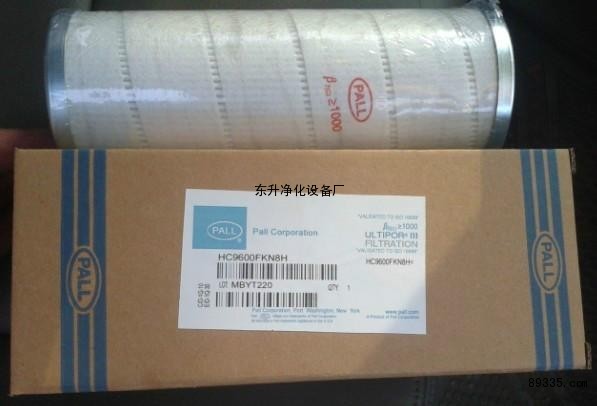 PALL
β₇₍c₎≥1000
东升净化设备厂
PALL
Pall Corporation
"VALIDATED TO ISO 16889"
≥1000
ULTIPOR® III
FILTRATION
"VALIDATED TO ISO 16889"
HC9600FKN8H
HC9600FKN8H
LOT MBYT220
QTY 1
Pall Corporation, Port Washington, New York
www.pall.com
PALL
PALL
89335.com